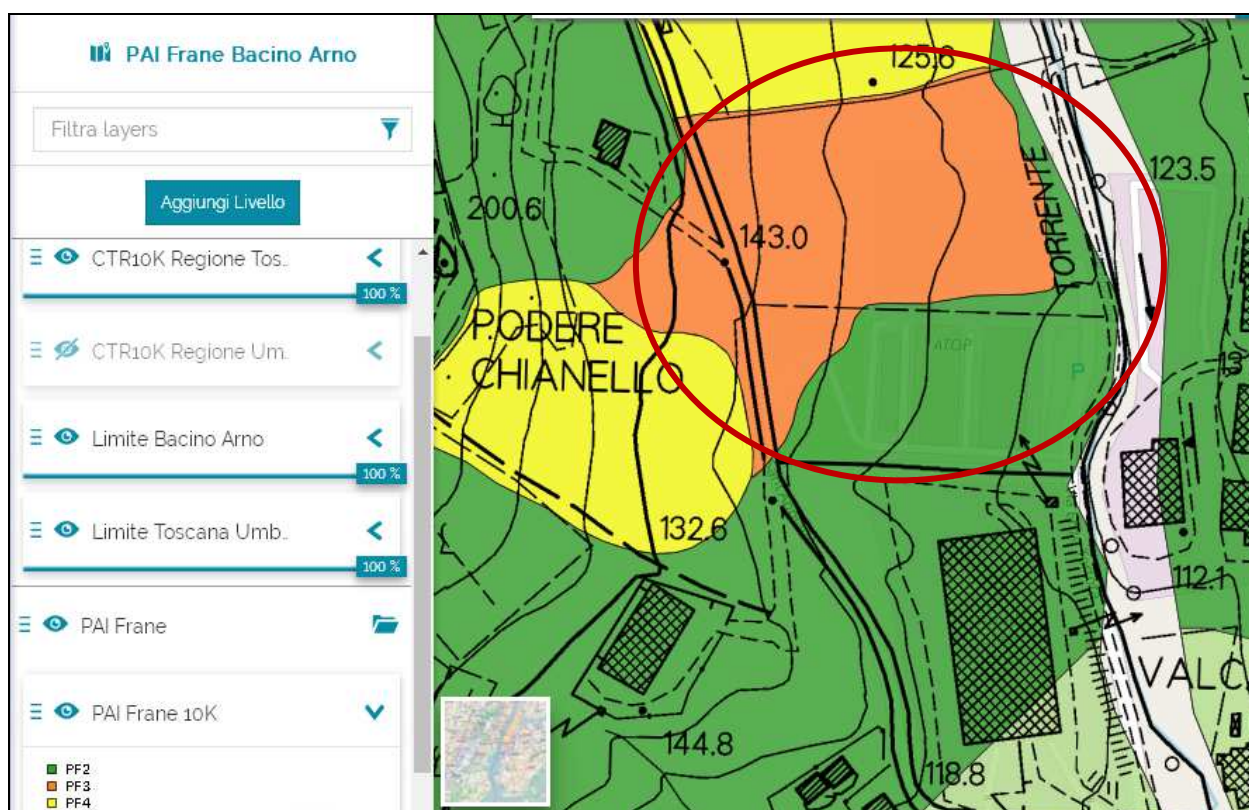 PAI Frane Bacino Arno
Filtra layers
Aggiungi Livello
CTR10K Regione Tos..
100 %
CTR10K Regione Um.
Limite Bacino Arno
100 %
Limite Toscana Umb..
100 %
PAI Frane
PAI Frane 10K
PF2
PF3
PF4
125.6
123.5
TORRENTE
200.6
143.0
PODERE
CHIANELLO
ATOP
P
13
132.6
112.1
VALC
144.8
118.8